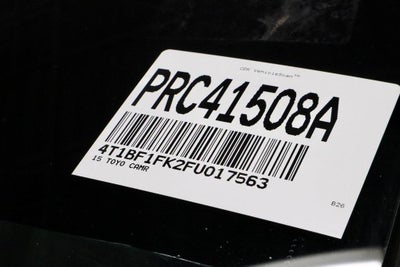 CDK VehicleScan™
PRC41508A
4T1BF1FK2FU017563
15 TOYO CAMR
B26